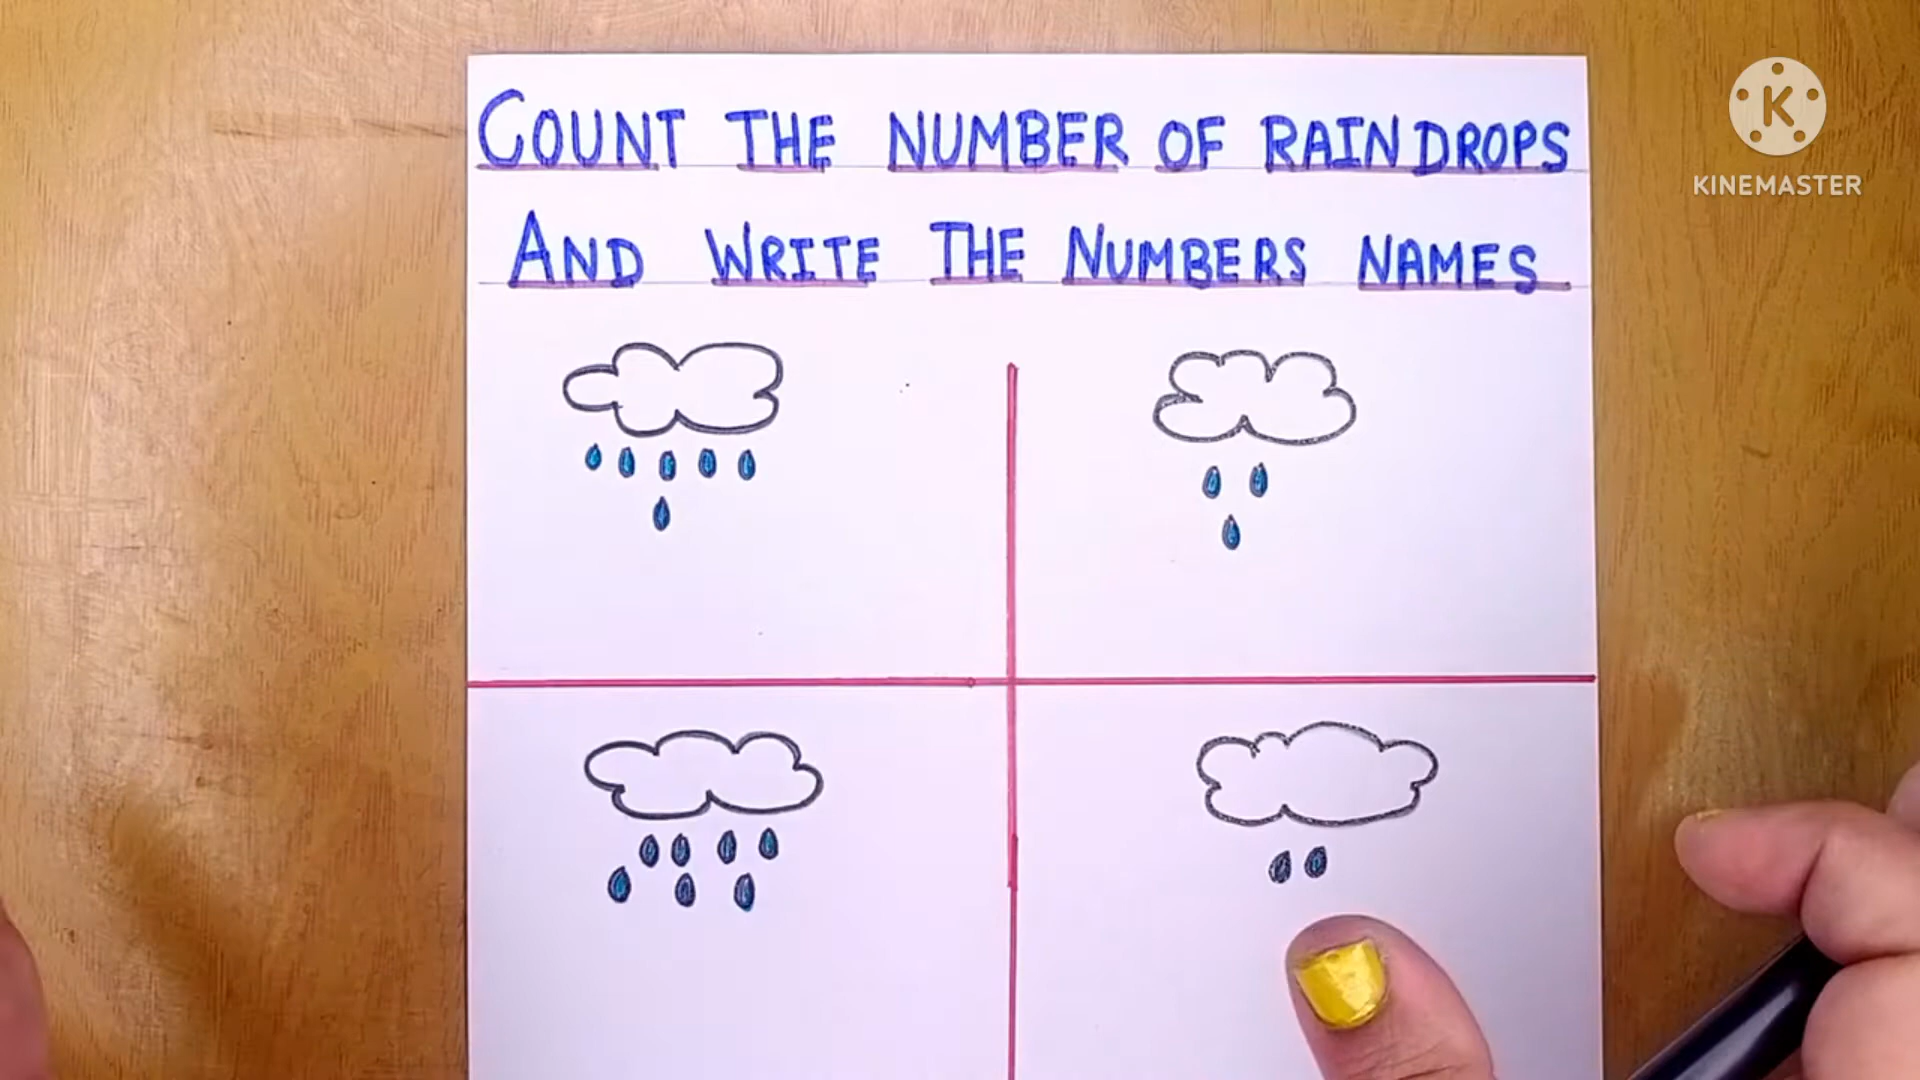 COUNT THE NUMBER OF RAINDROPS
AND WRITE THE NUMBERS NAMES
K
KINEMASTER